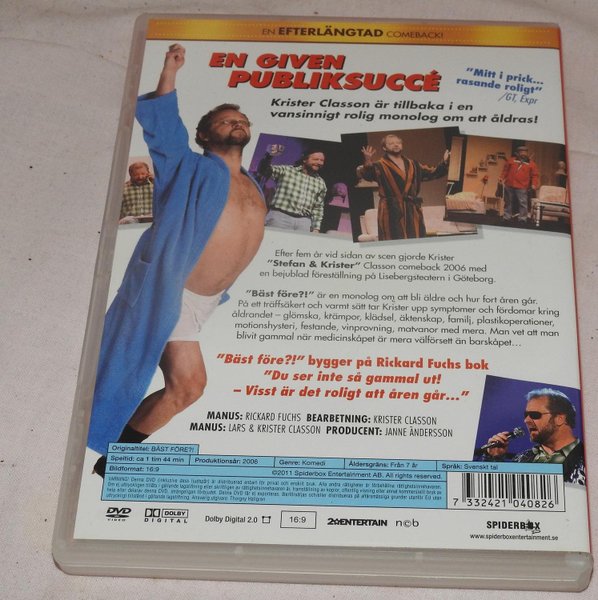 EN EFTERLÄNGTAD COMEBACK!
EN GIVEN
PUBLIKSUCCÉ
"Mitt i prick...
rasande roligt"
/GT, Expr
Krister Classon är tillbaka i en
vansinnigt rolig monolog om att åldras!
Efter fem år vid sidan av scen gjorde Krister
"Stefan & Krister" Classon comeback 2006 med
en bejublad föreställning på Lisebergsteatern i Göteborg.
"Bäst före?!" är en monolog om att bli äldre och hur fort åren går.
På ett träffsäkert och varmt sätt tar Krister upp symptomer och fördomar kring
åldrandet – glömska, krämpor, klädsel, äktenskap, familj, plastikoperationer,
motionshysteri, festande, vinprovning, matvanor med mera. Man vet att man
blivit gammal när medicinskåpet är mera välförsett än barskåpet...
"Bäst före?!" bygger på Rickard Fuchs bok
"Du ser inte så gammal ut!
– Visst är det roligt att åren går..."
MANUS: RICKARD FUCHS BEARBETNING: KRISTER CLASSON
MANUS: LARS & KRISTER CLASSON PRODUCENT: JANNE ANDERSSON
Originaltitel: BÄST FÖRE?!
Speltid: ca 1 tim 44 min Produktionsår: 2006 Genre: Komedi Åldersgräns: Från 7 år Språk: Svenskt tal
Bildformat: 16:9 ©2011 Spiderbox Entertainment AB. All rights reserved.
7 332421 040826
DVD VIDEO
DOLBY DIGITAL
Dolby Digital 2.0
16:9
ENTERTAIN
ncb
SPIDERBOX
www.spiderboxentertainment.se